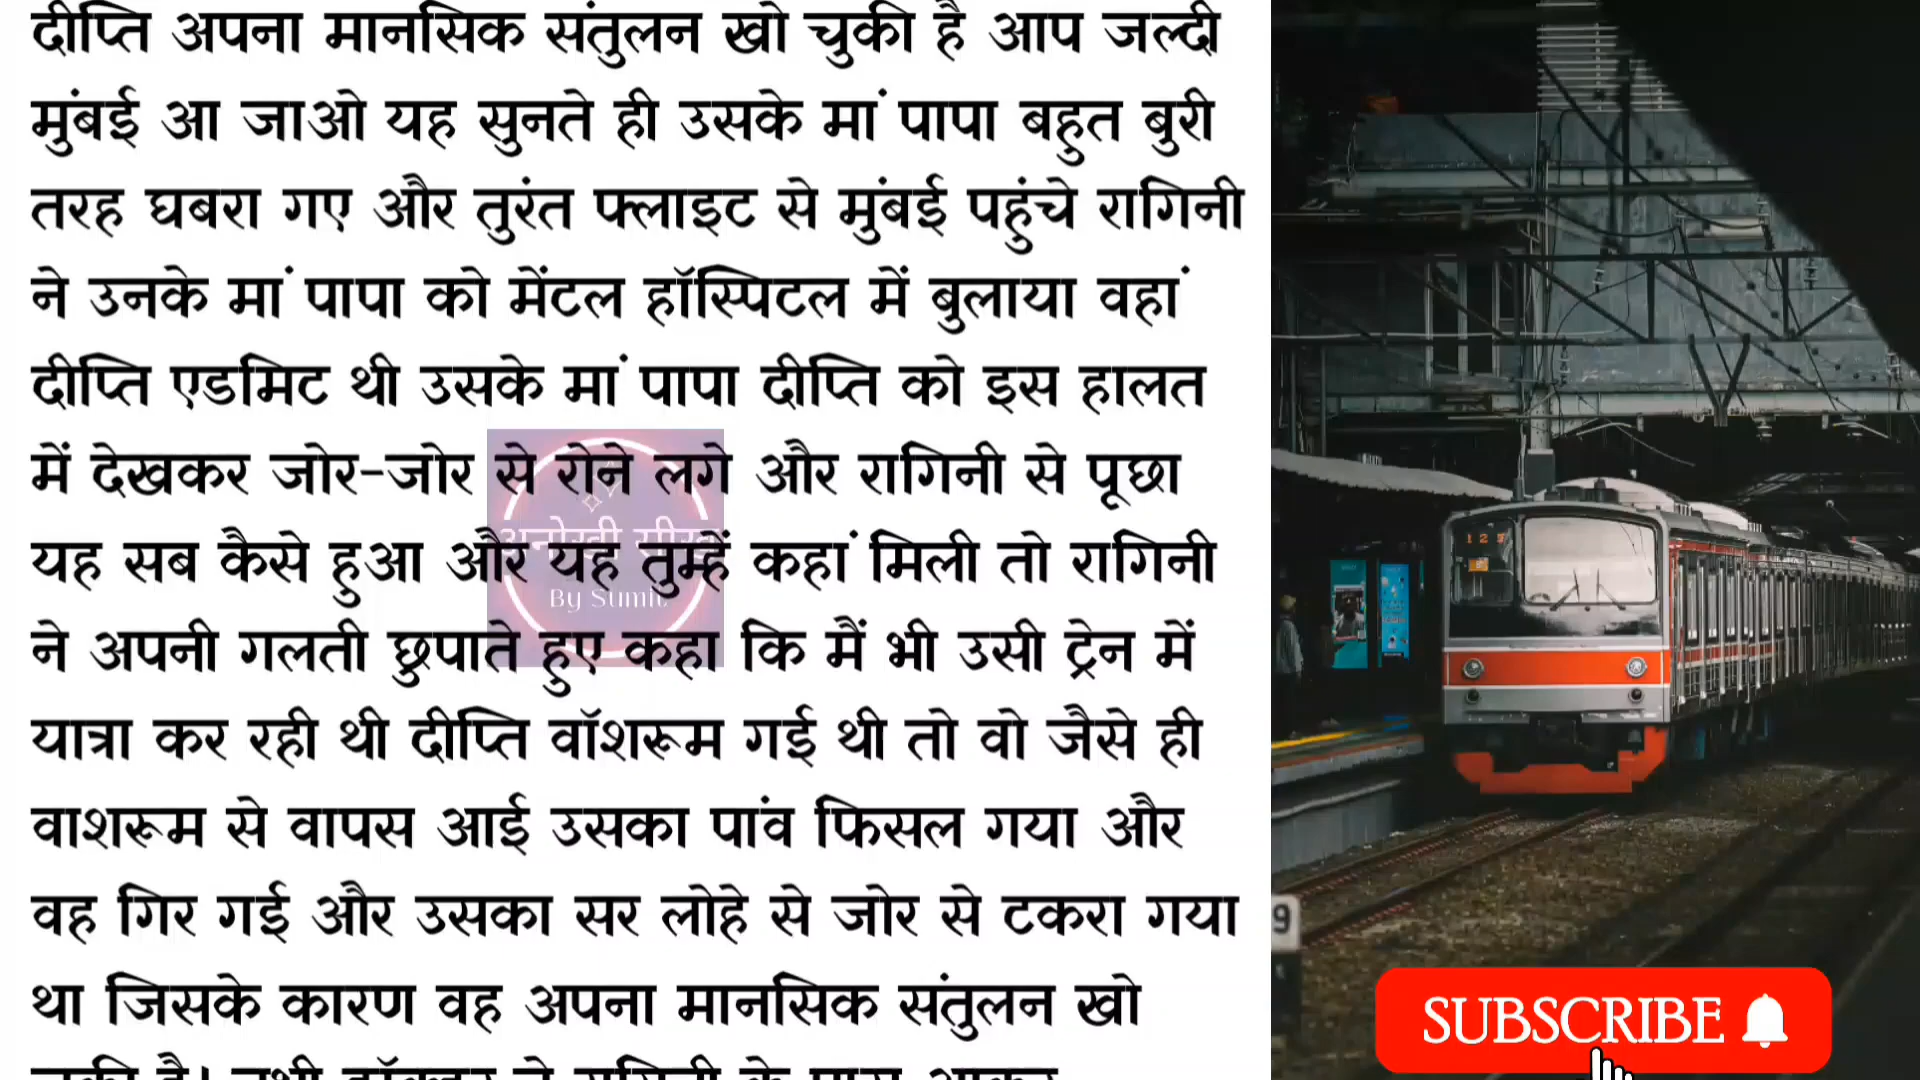 दीप्ति अपना मानसिक संतुलन खो चुकी है आप जल्दी
मुंबई आ जाओ यह सुनते ही उसके मां पापा बहुत बुरी
तरह घबरा गए और तुरंत फ्लाइट से मुंबई पहुंचे रागिनी
ने उनके मां पापा को मेंटल हॉस्पिटल में बुलाया वहां
दीप्ति एडमिट थी उसके मां पापा दीप्ति को इस हालत
में देखकर जोर-जोर से रोने लगे और रागिनी से पूछा
यह सब कैसे हुआ और यह तुम्हें कहां मिली तो रागिनी
ने अपनी गलती छुपाते हुए कहा कि मैं भी उसी ट्रेन में
यात्रा कर रही थी दीप्ति वॉशरूम गई थी तो वो जैसे ही
वाशरूम से वापस आई उसका पांव फिसल गया और
वह गिर गई और उसका सर लोहे से जोर से टकरा गया
था जिसके कारण वह अपना मानसिक संतुलन खो
अनोखी सीख
By Sumit
9
SUBSCRIBE